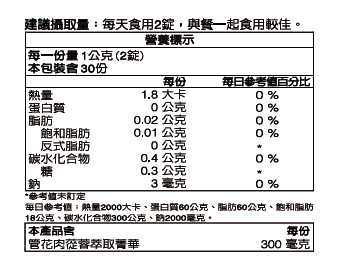 建議攝取量：每天食用2錠，與餐一起食用較佳。
營養標示
每一份量1公克(2錠)
本包裝含30份
每份 每日參考值百分比
熱量 1.8 大卡 0 %
蛋白質 0 公克 0 %
脂肪 0.02 公克 0 %
飽和脂肪 0.01 公克 0 %
反式脂肪 0 公克 *
碳水化合物 0.4 公克 0 %
糖 0.3 公克 *
鈉 3 毫克 0 %
*參考值未訂定
每日參考值：熱量2000大卡、蛋白質60公克、脂肪60公克、飽和脂肪
18公克、碳水化合物300公克、鈉2000毫克。
本產品含 每份
管花肉蓯蓉萃取菁華 300 毫克